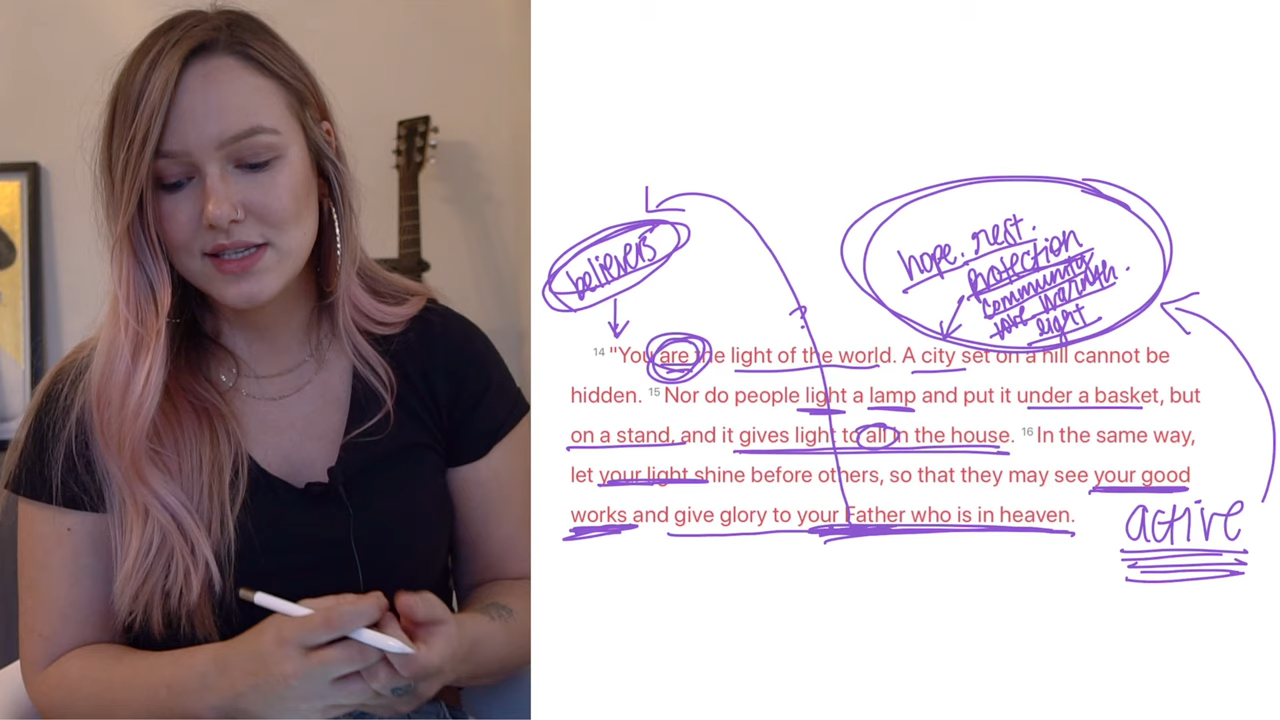 believers
hope. rest.
protection
community
love warmth.
light
?
14 "You are the light of the world. A city set on a hill cannot be
hidden. 15 Nor do people light a lamp and put it under a basket, but
on a stand, and it gives light to all in the house. 16 In the same way,
let your light shine before others, so that they may see your good
works and give glory to your Father who is in heaven.
active